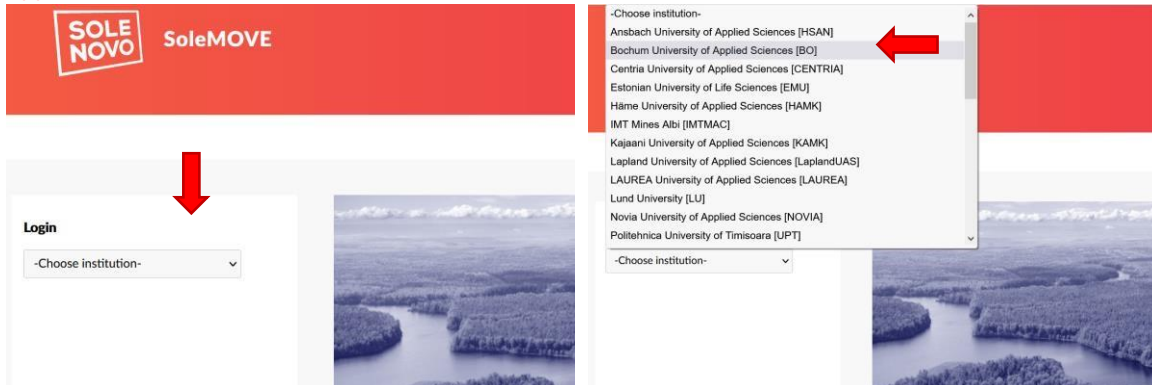 SOLE
NOVO
SoleMOVE
Login
-Choose institution-
-Choose institution-
Ansbach University of Applied Sciences [HSAN]
Bochum University of Applied Sciences [BO]
Centria University of Applied Sciences [CENTRIA]
Estonian University of Life Sciences [EMU]
Häme University of Applied Sciences [HAMK]
IMT Mines Albi [IMTMAC]
Kajaani University of Applied Sciences [KAMK]
Lapland University of Applied Sciences [LaplandUAS]
LAUREA University of Applied Sciences [LAUREA]
Lund University [LU]
Novia University of Applied Sciences [NOVIA]
Politehnica University of Timisoara [UPT]
-Choose institution-